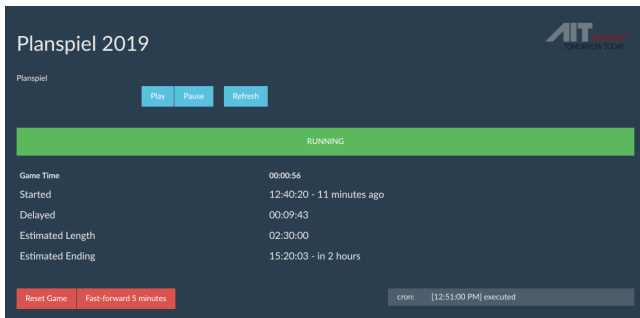 Planspiel 2019
AIT
TOMORROW TODAY
Planspiel
Play Pause Refresh
RUNNING
Game Time 00:00:56
Started 12:40:20 - 11 minutes ago
Delayed 00:09:43
Estimated Length 02:30:00
Estimated Ending 15:20:03 - in 2 hours
Reset Game Fast-forward 5 minutes cron: [12:51:00 PM] executed